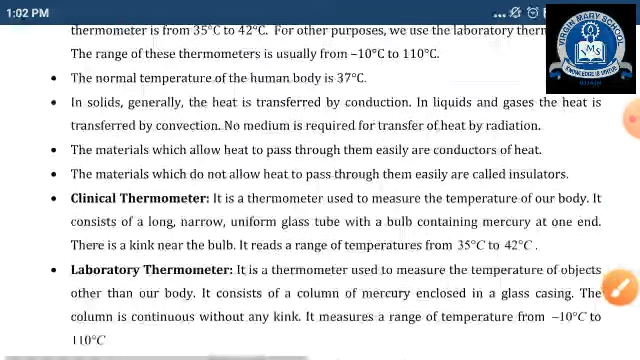 1:02 PM
thermometer is from 35°C to 42°C. For other purposes, we use the laboratory
The range of these thermometers is usually from –10°C to 110°C.
• The normal temperature of the human body is 37°C.
• In solids, generally, the heat is transferred by conduction. In liquids and gases the heat is
transferred by convection. No medium is required for transfer of heat by radiation.
• The materials which allow heat to pass through them easily are conductors of heat.
• The materials which do not allow heat to pass through them easily are called insulators.
• Clinical Thermometer: It is a thermometer used to measure the temperature of our body. It
consists of a long, narrow, uniform glass tube with a bulb containing mercury at one end.
There is a kink near the bulb. It reads a range of temperatures from 35°C to 42°C .
• Laboratory Thermometer: It is a thermometer used to measure the temperature of objects
other than our body. It consists of a column of mercury enclosed in a glass casing. The
column is continuous without any kink. It measures a range of temperature from −10°C to
110°C
VIRGIN MARY SCHOOL
VMS
KNOWLEDGE IS VIRTUE